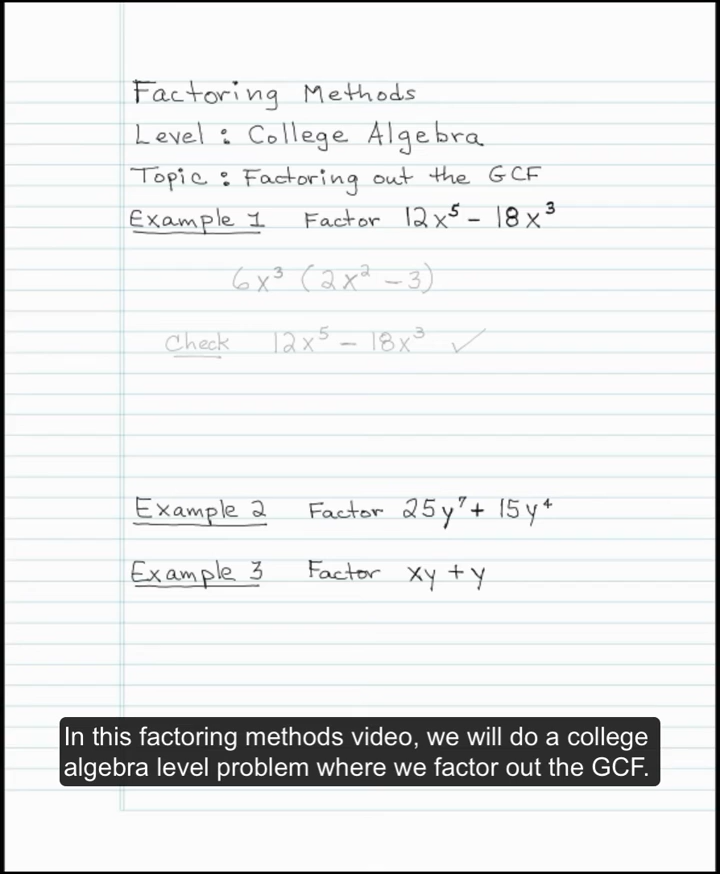 Factoring Methods
Level : College Algebra
Topic : Factoring out the GCF
Example 1 Factor 12x⁵ - 18x³
6x³ (2x² - 3)
Check 12x⁵ - 18x³ ✓
Example 2 Factor 25y⁷ + 15y⁴
Example 3 Factor xy + y
In this factoring methods video, we will do a college
algebra level problem where we factor out the GCF.